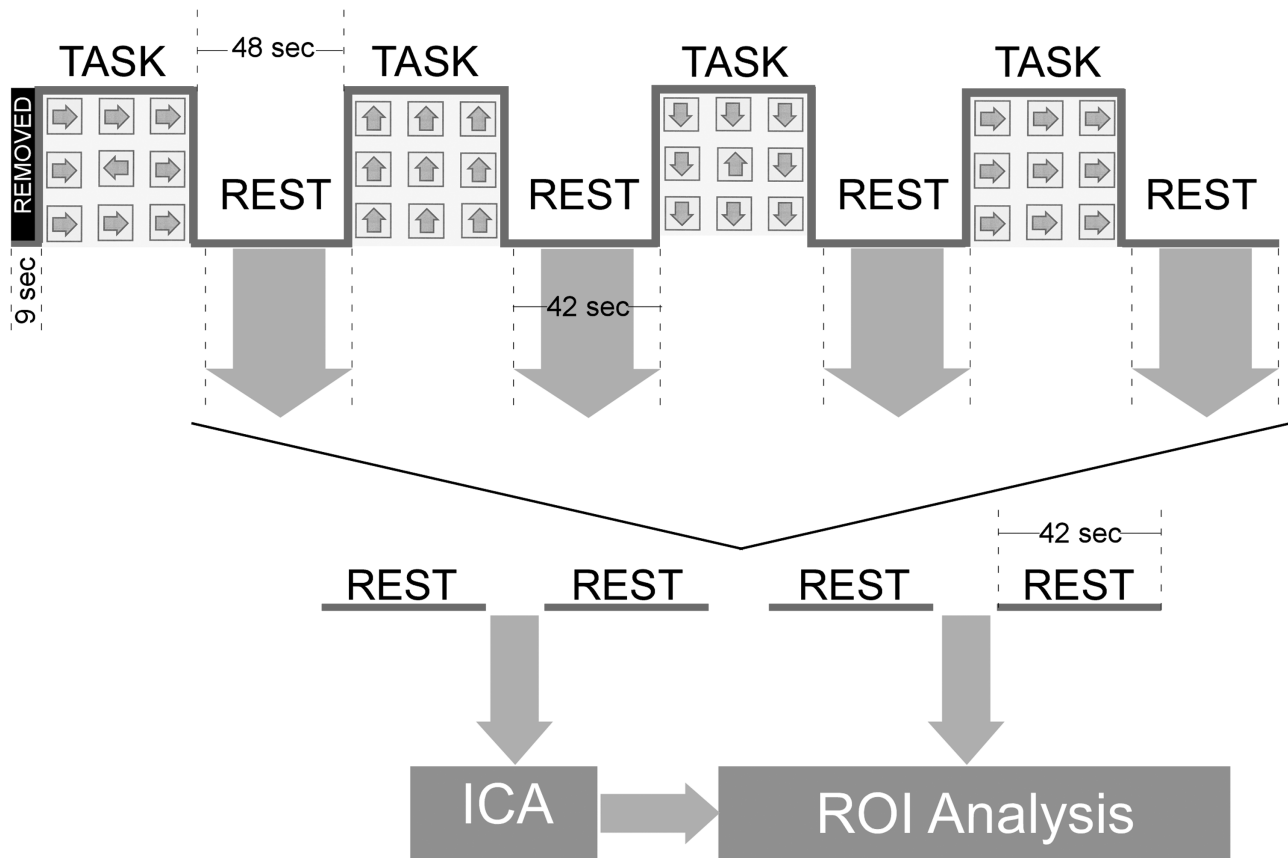 TASK
48 sec
TASK
TASK
TASK
REMOVED
REST
REST
REST
REST
9 sec
42 sec
42 sec
REST
REST
REST
REST
ICA
ROI Analysis